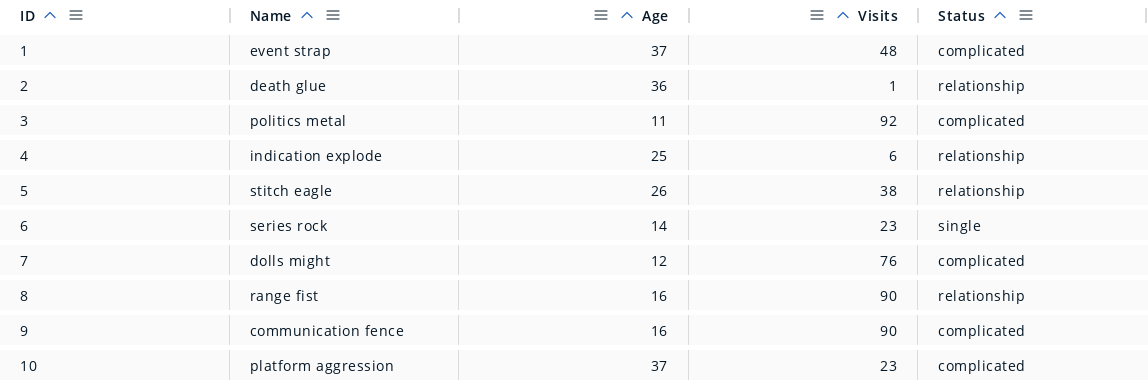 ID Name Age Visits Status
1 event strap 37 48 complicated
2 death glue 36 1 relationship
3 politics metal 11 92 complicated
4 indication explode 25 6 relationship
5 stitch eagle 26 38 relationship
6 series rock 14 23 single
7 dolls might 12 76 complicated
8 range fist 16 90 relationship
9 communication fence 16 90 complicated
10 platform aggression 37 23 complicated